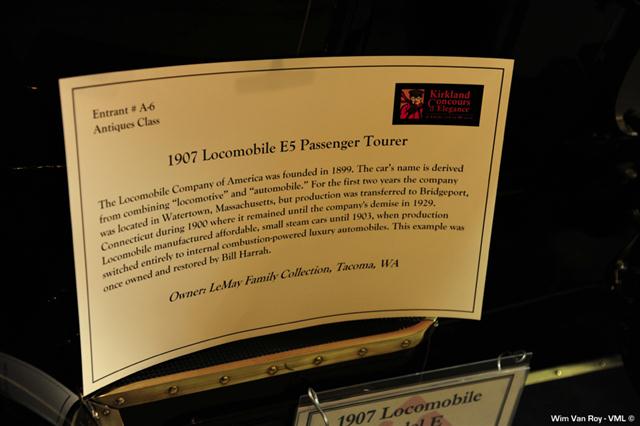 Entrant # A-6
Antiques Class
Kirkland
Concours
d'Elegance
1907 Locomobile E5 Passenger Tourer
The Locomobile Company of America was founded in 1899. The car's name is derived
from combining "locomotive" and "automobile." For the first two years the company
was located in Watertown, Massachusetts, but production was transferred to Bridgeport,
Connecticut during 1900 where it remained until the company's demise in 1929.
Locomobile manufactured affordable, small steam cars until 1903, when production
switched entirely to internal combustion-powered luxury automobiles. This example was
once owned and restored by Bill Harrah.
Owner: LeMay Family Collection, Tacoma, WA
1907 Locomobile
Wim Van Roy - VML ©